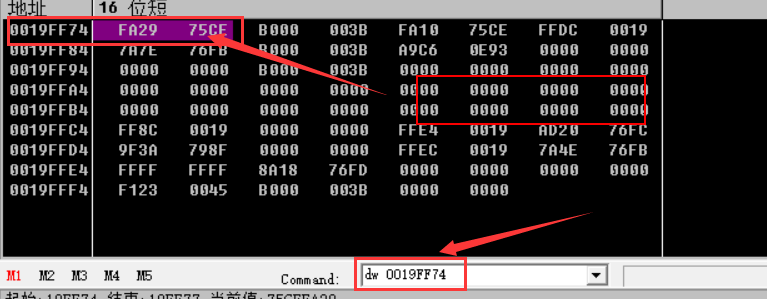 地址 16 位短
0019FF74 FA29 75CE B000 003B FA10 75CE FFDC 0019
0019FF84 7A7E 76FB B000 003B A9C6 0E93 0000 0000
0019FF94 0000 0000 B000 003B 0000 0000 0000 0000
0019FFA4 0000 0000 0000 0000 0000 0000 0000 0000
0019FFB4 0000 0000 0000 0000 0000 0000 0000 0000
0019FFC4 FF8C 0019 0000 0000 FFE4 0019 AD20 76FC
0019FFD4 9F3A 798F 0000 0000 FFEC 0019 7A4E 76FB
0019FFE4 FFFF FFFF 8A18 76FD 0000 0000 0000 0000
0019FFF4 F123 0045 B000 003B 0000 0000
M1 M2 M3 M4 M5 Command: dw 0019FF74
起始:19FF74 结束:19FF77 当前值:75CEFA29